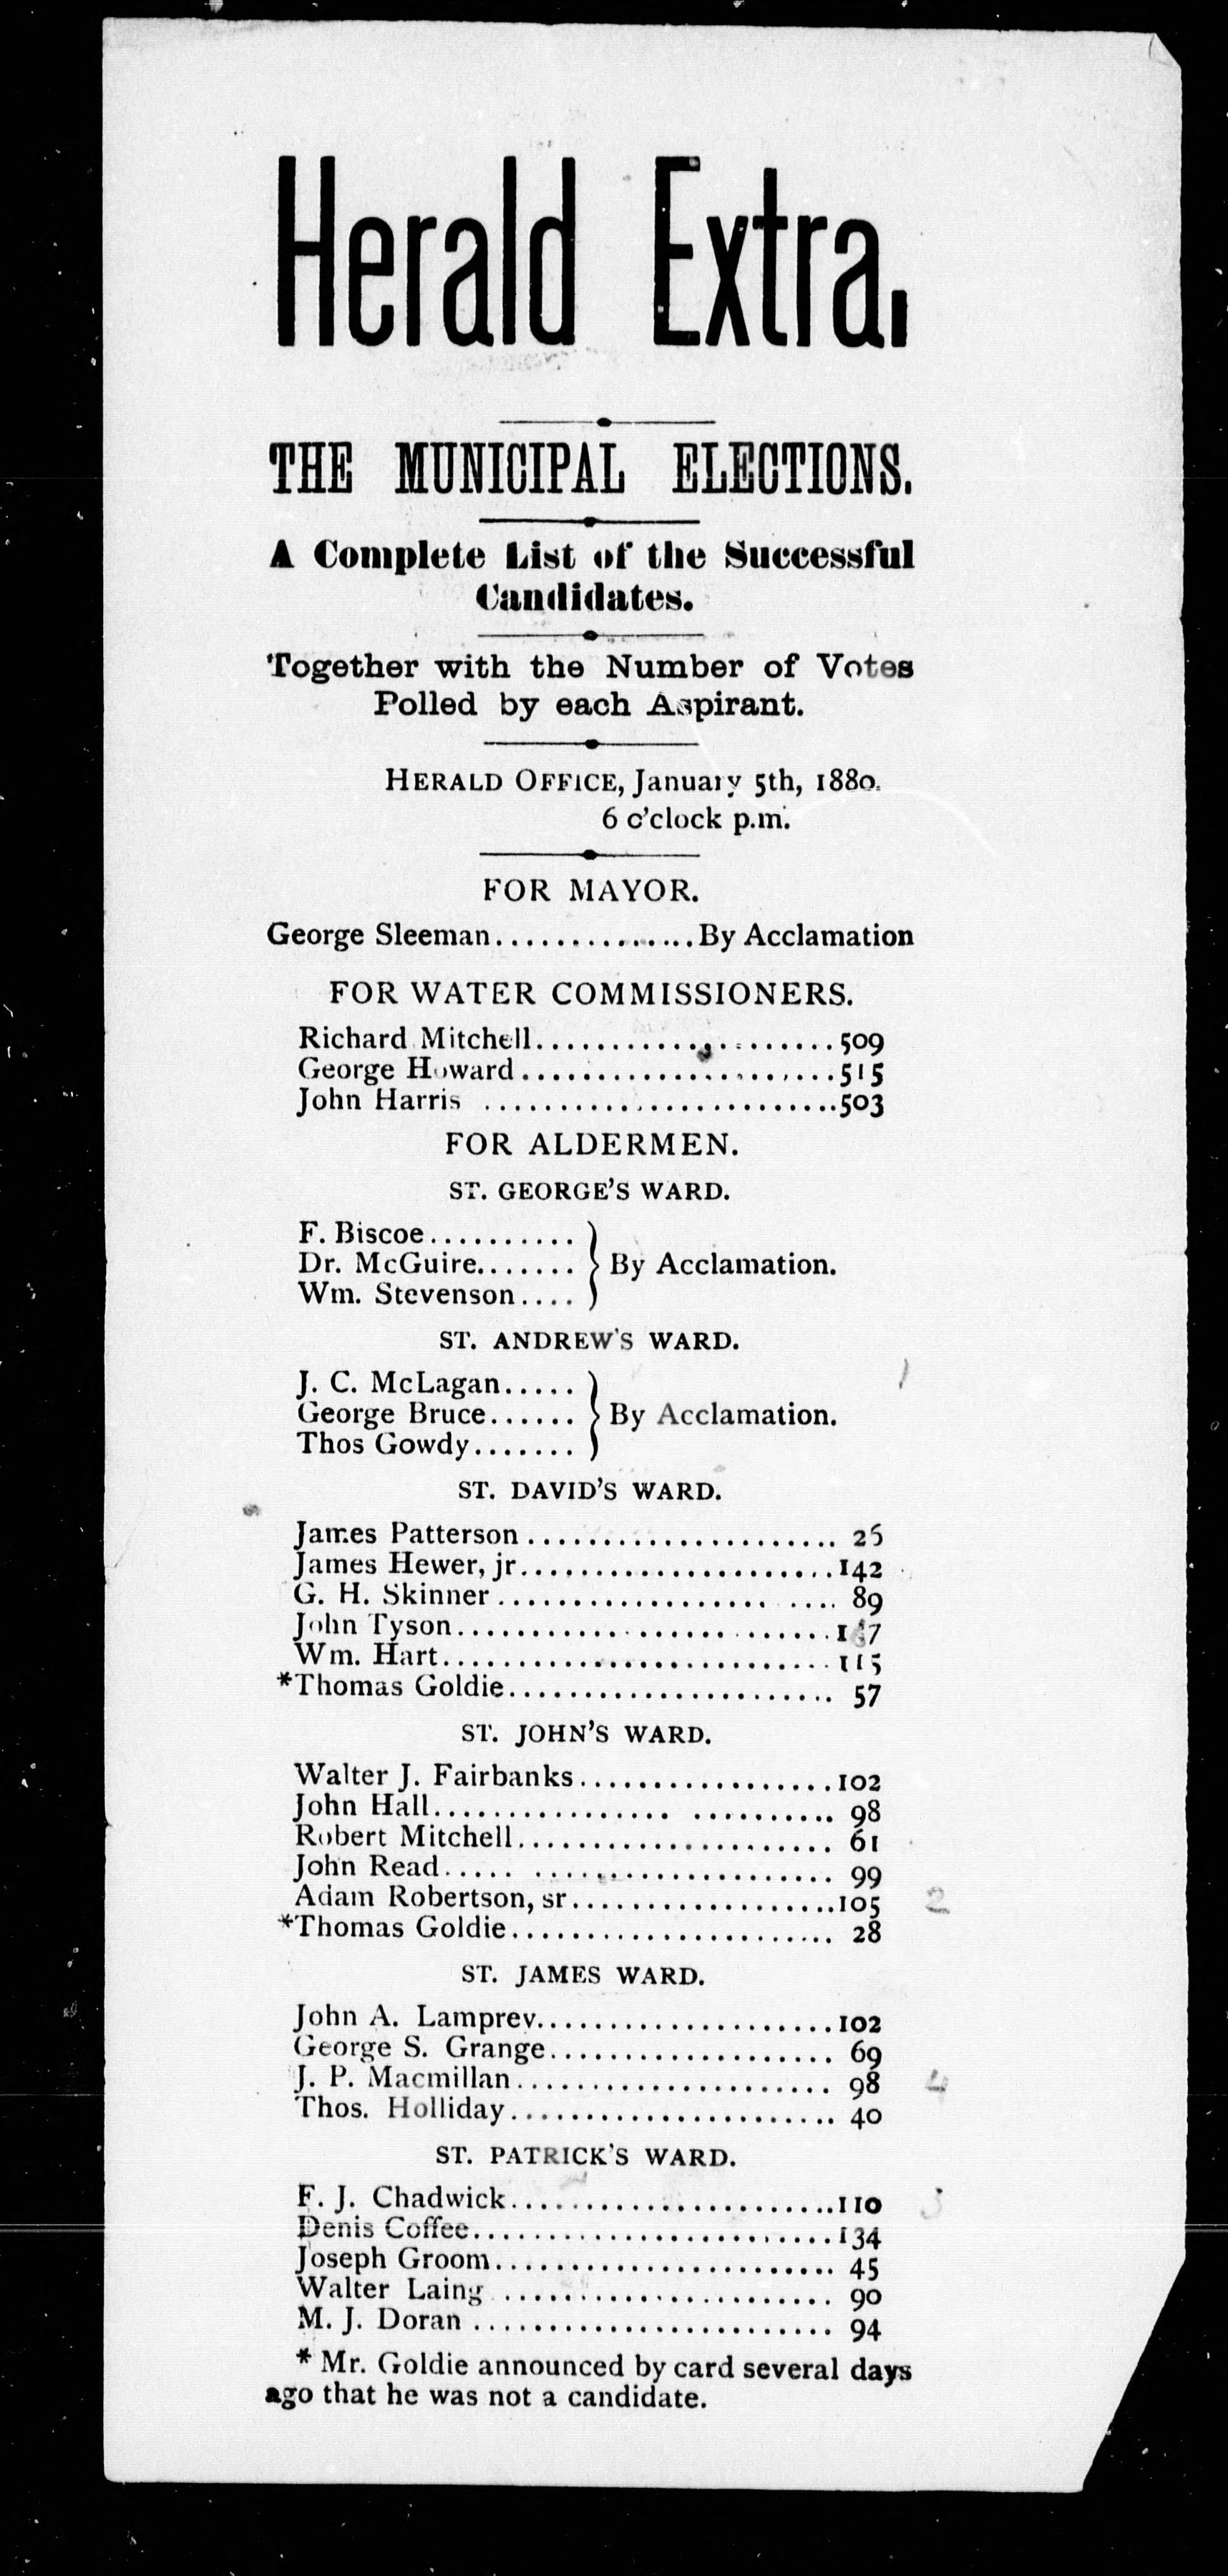 Herald Extra,
THE MUNICIPAL ELECTIONS.
A Complete List of the Successful
Candidates.
Together with the Number of Votes
Polled by each Aspirant.
HERALD OFFICE, January 5th, 1880.
6 o'clock p.m.
FOR MAYOR.
George Sleeman..............By Acclamation
FOR WATER COMMISSIONERS.
Richard Mitchell....................509
George Howard.....................515
John Harris ........................503
FOR ALDERMEN.
ST. GEORGE'S WARD.
F. Biscoe..........
Dr. McGuire....... } By Acclamation.
Wm. Stevenson....
ST. ANDREW'S WARD.
J. C. McLagan.....
George Bruce...... } By Acclamation.
Thos Gowdy.......
ST. DAVID'S WARD.
James Patterson ..................... 
James Hewer, jr.....................142
G. H. Skinner ................... .... 89
John Tyson.........................
Wm. Hart..........................115
*Thomas Goldie...................... 57
ST. JOHN'S WARD.
Walter J. Fairbanks.................102
John Hall................ .......... 98
Robert Mitchell..................... 61
John Read..... .................... 99
Adam Robertson, sr..................105
*Thomas Goldie...................... 28
ST. JAMES WARD.
John A. Lamprey....................102
George S. Grange................... 69
J. P. Macmillan..................... 98
4
Thos. Holliday...................... 40
ST. PATRICK'S WARD.
F. J. Chadwick......................110
Denis Coffee........................134
Joseph Groom....................... 45
Walter Laing ...................... 90
M. J. Doran ........................ 94
* Mr. Goldie announced by card several days
ago that he was not a candidate.